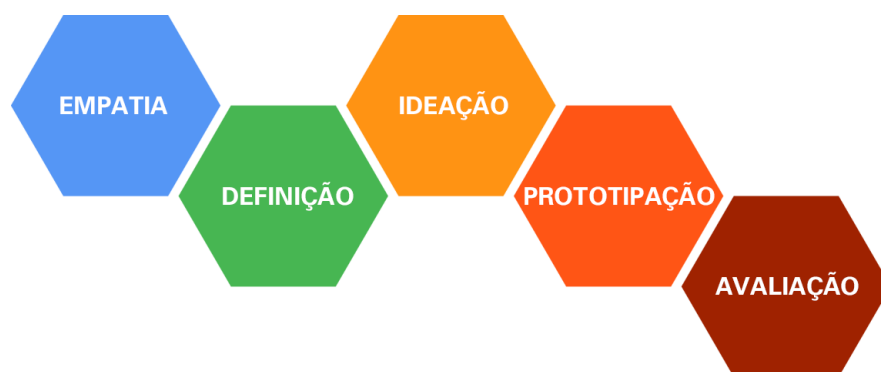 EMPATIA
DEFINIÇÃO
IDEAÇÃO
PROTOTIPAÇÃO
AVALIAÇÃO